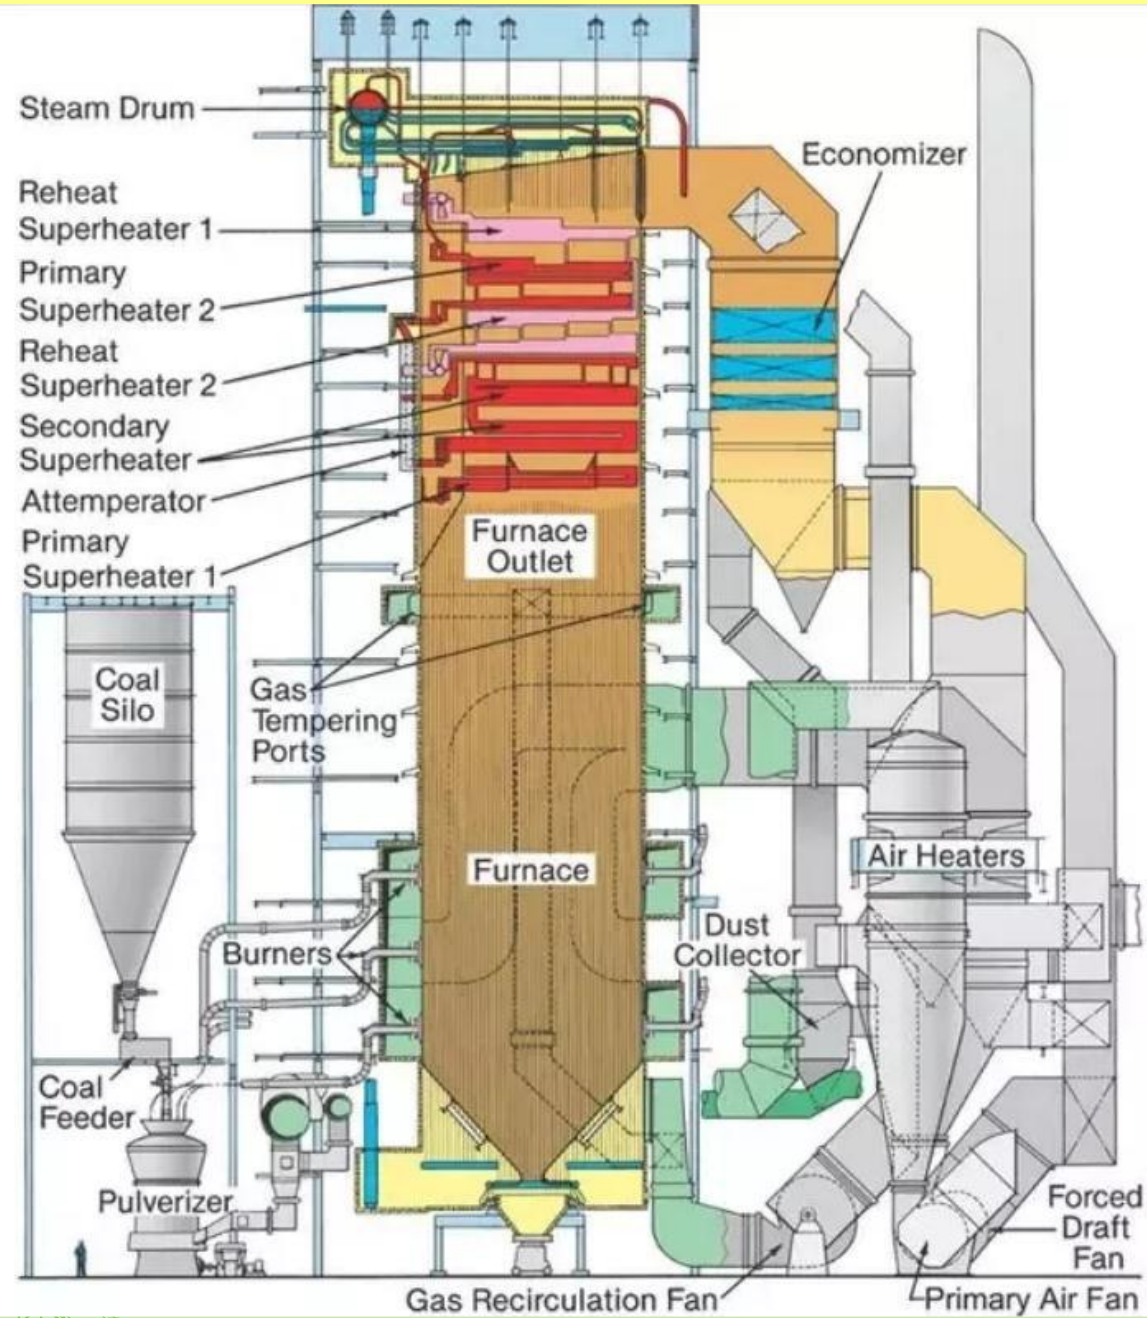 Steam Drum
Economizer
Reheat
Superheater 1
Primary
Superheater 2
Reheat
Superheater 2
Secondary
Superheater
Attemperator
Primary
Superheater 1
Furnace
Outlet
Coal
Silo
Gas
Tempering
Ports
Furnace
Air Heaters
Burners
Dust
Collector
Coal
Feeder
Pulverizer
Forced
Draft
Fan
Gas Recirculation Fan
Primary Air Fan